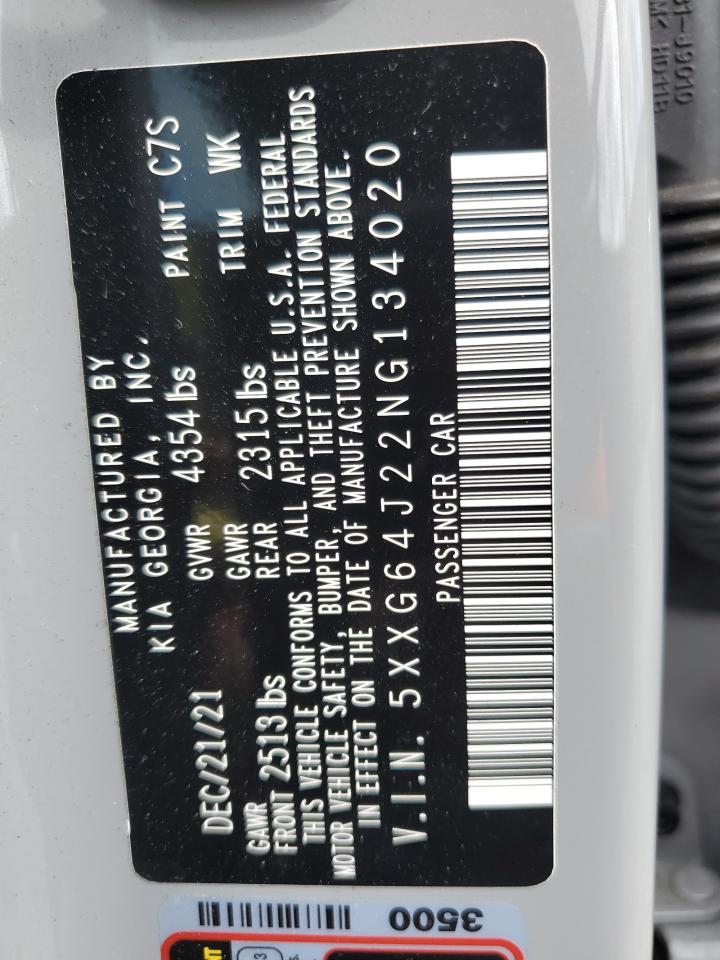 MANUFACTURED BY
KIA GEORGIA, INC.
DEC/21/21 GVWR 4354 lbs PAINT C7S
GAWR FRONT 2513 lbs GAWR REAR 2315 lbs TRIM WK
THIS VEHICLE CONFORMS TO ALL APPLICABLE U.S.A. FEDERAL
MOTOR VEHICLE SAFETY, BUMPER, AND THEFT PREVENTION STANDARDS
IN EFFECT ON THE DATE OF MANUFACTURE SHOWN ABOVE.
V.I.N. 5XXG64J22NG134020
PASSENGER CAR
3500